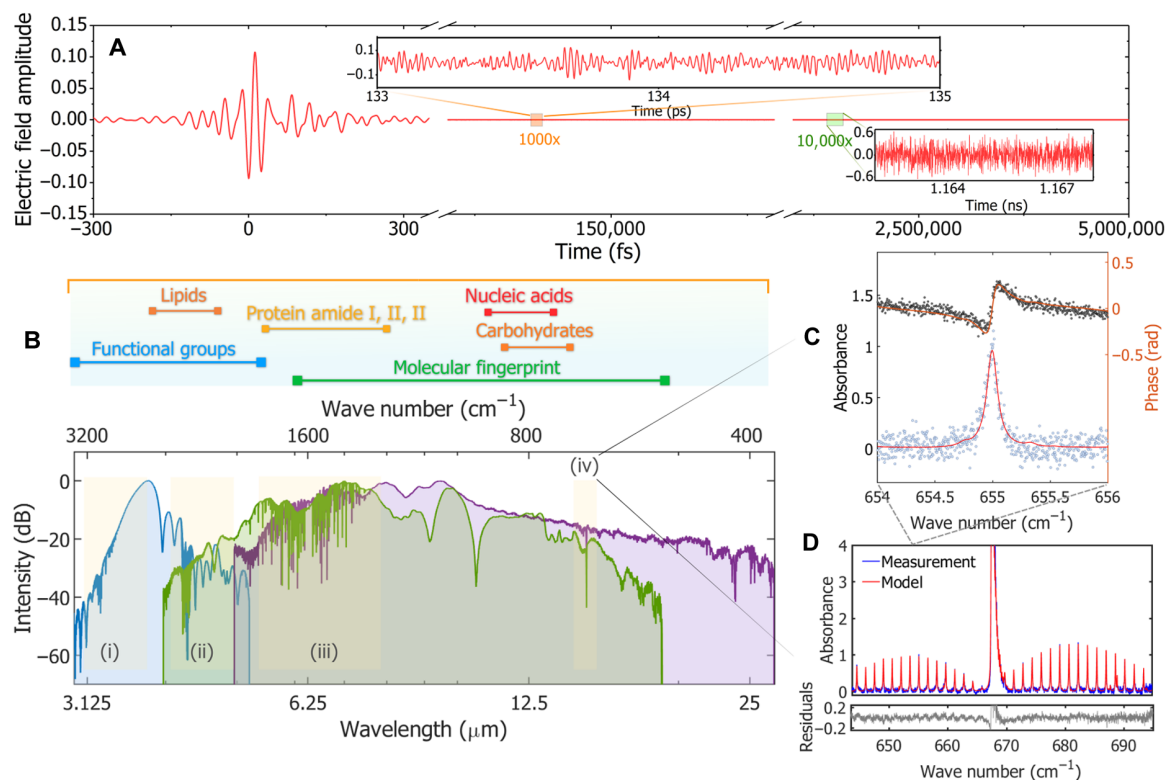 A
Electric field amplitude
0.15
0.10
0.05
0.00
−0.05
−0.10
−0.15
0.1
−0.1
133 134 135
Time (ps)
1000x
10,000x
0.6
0.0
−0.6
1.164 1.167
Time (ns)
−300 0 300 150,000 2,500,000 5,000,000
Time (fs)
B
Lipids
Protein amide I, II, II
Nucleic acids
Carbohydrates
Functional groups
Molecular fingerprint
Wave number (cm−1)
3200 1600 800 400
Intensity (dB)
0
−20
−40
−60
(i) (ii) (iii) (iv)
3.125 6.25 12.5 25
Wavelength (μm)
C
Absorbance
1.5
1
0.5
0
0.5
0
−0.5
Phase (rad)
654 654.5 655 655.5 656
Wave number (cm−1)
D
Measurement
Model
Absorbance
4
3
2
1
0
Residuals
0.2
−0.2
650 660 670 680 690
Wave number (cm−1)